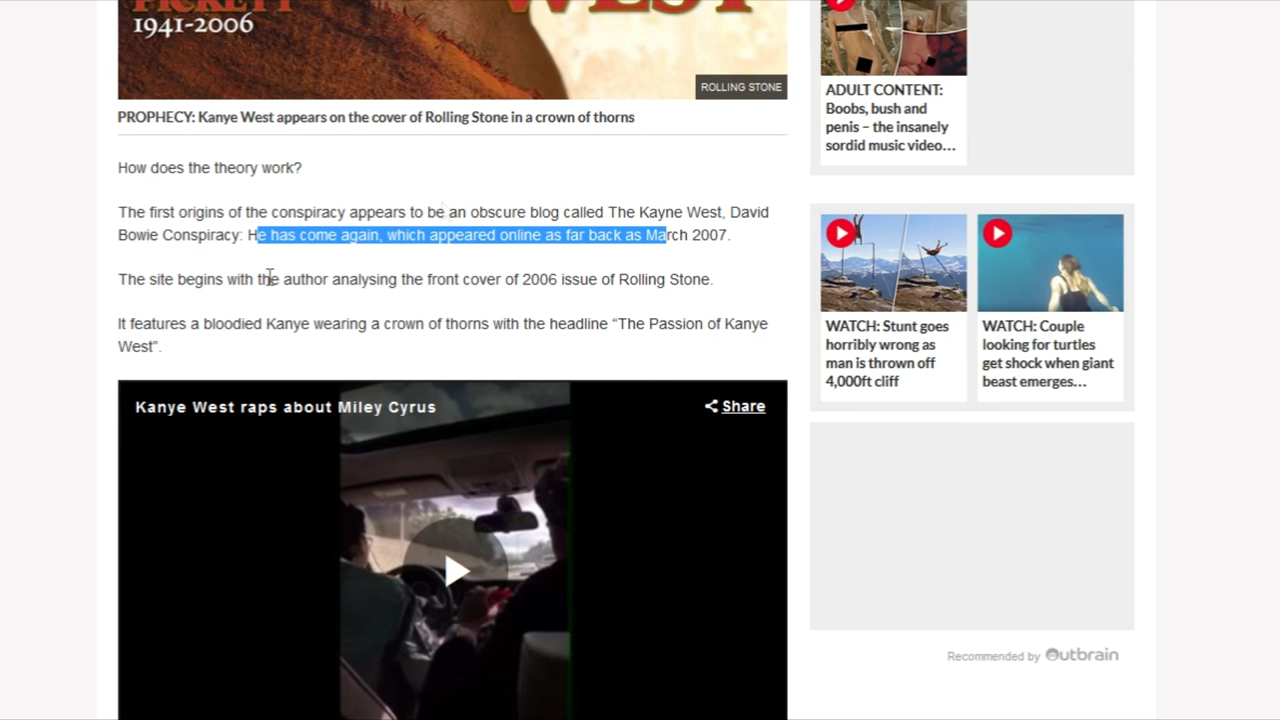 PICKETT
1941-2006
WEST
ROLLING STONE
PROPHECY: Kanye West appears on the cover of Rolling Stone in a crown of thorns
How does the theory work?
The first origins of the conspiracy appears to be an obscure blog called The Kayne West, David
Bowie Conspiracy: He has come again, which appeared online as far back as March 2007.
The site begins with the author analysing the front cover of 2006 issue of Rolling Stone.
It features a bloodied Kanye wearing a crown of thorns with the headline “The Passion of Kanye
West”.
Kanye West raps about Miley Cyrus
Share
ADULT CONTENT:
Boobs, bush and
penis – the insanely
sordid music video…
WATCH: Stunt goes
horribly wrong as
man is thrown off
4,000ft cliff
WATCH: Couple
looking for turtles
get shock when giant
beast emerges…
Recommended by Outbrain